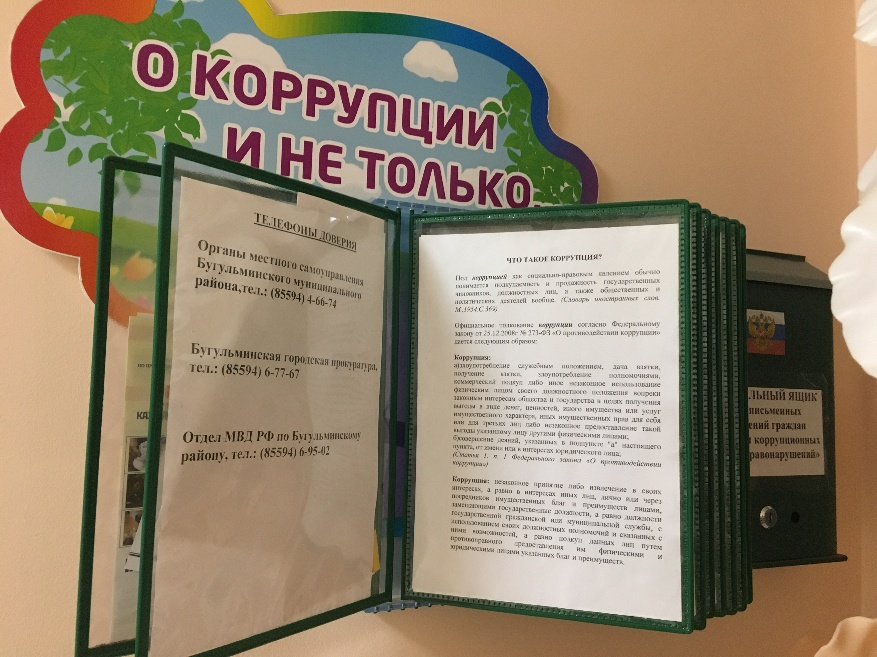 О КОРРУПЦИИ
И НЕ ТОЛЬКО
ТЕЛЕФОНЫ ДОВЕРИЯ
Органы местного самоуправления
Бугульминского муниципального
района,тел.: (85594) 4-66-74
Бугульминская городская прокуратура,
тел.: (85594) 6-77-67
Отдел МВД РФ по Бугульминскому
району, тел.: (85594) 6-95-02
ЧТО ТАКОЕ КОРРУПЦИЯ?
Под коррупцией как социально-правовым явлением обычно
понимается подкупаемость и продажность государственных
чиновников, должностных лиц, а также общественных и
политических деятелей вообще. (Словарь иностранных слов.
М.1954.С 369)
Официальное толкование коррупции согласно Федеральному
закону от 25.12.2008г № 273-ФЗ «О противодействии коррупции»
дается следующим образом:
Коррупция:
а)злоупотребление служебным положением, дача взятки,
получение взятки, злоупотребление полномочиями,
коммерческий подкуп либо иное незаконное использование
физическим лицом своего должностного положения вопреки
законным интересам общества и государства в целях получения
выгоды в виде денег, ценностей, иного имущества или услуг
имущественного характера, иных имущественных прав для себя
или для третьих лиц либо незаконное предоставление такой
выгоды указанному лицу другими физическими лицами;
б)совершение деяний, указанных в подпункте "а" настоящего
пункта, от имени или в интересах юридического лица;
(Статья 1, п. 1 Федерального закона «О противодействии
коррупции»)
Коррупция: незаконное принятие либо извлечение в своих
интересах, а равно в интересах иных лиц, лично или через
посредников имущественных благ и преимуществ лицами,
замещающими государственные должности, а равно должности
государственной гражданской или муниципальной службы, с
использованием своих должностных полномочий и связанных с
ними возможностей, а равно подкуп данных лиц путем
противоправного предоставления им физическими и
юридическими лицами указанных благ и преимуществ.
ЛЬНЫЙ ЯЩИК
письменных
ений граждан
и коррупционных
равонарушений»